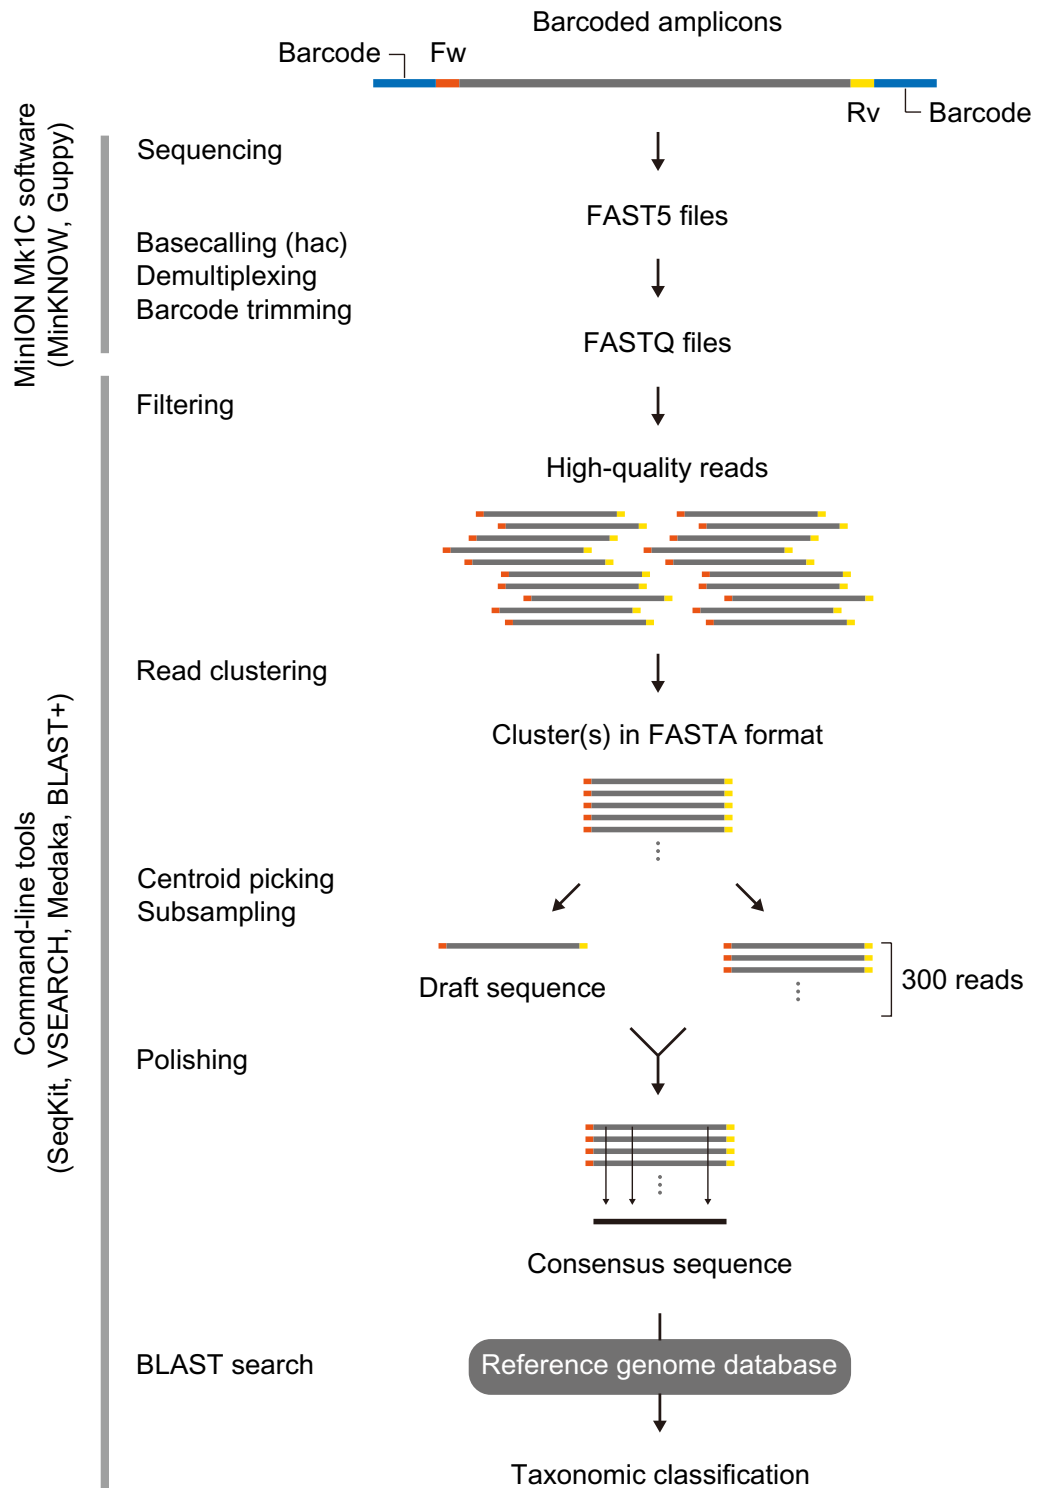 Barcoded amplicons
Barcode
Fw
Rv
Barcode
MinION Mk1C software
(MinKNOW, Guppy)
Sequencing
FAST5 files
Basecalling (hac)
Demultiplexing
Barcode trimming
FASTQ files
Command-line tools
(SeqKit, VSEARCH, Medaka, BLAST+)
Filtering
High-quality reads
Read clustering
Cluster(s) in FASTA format
Centroid picking
Subsampling
Draft sequence
300 reads
Polishing
Consensus sequence
BLAST search
Reference genome database
Taxonomic classification